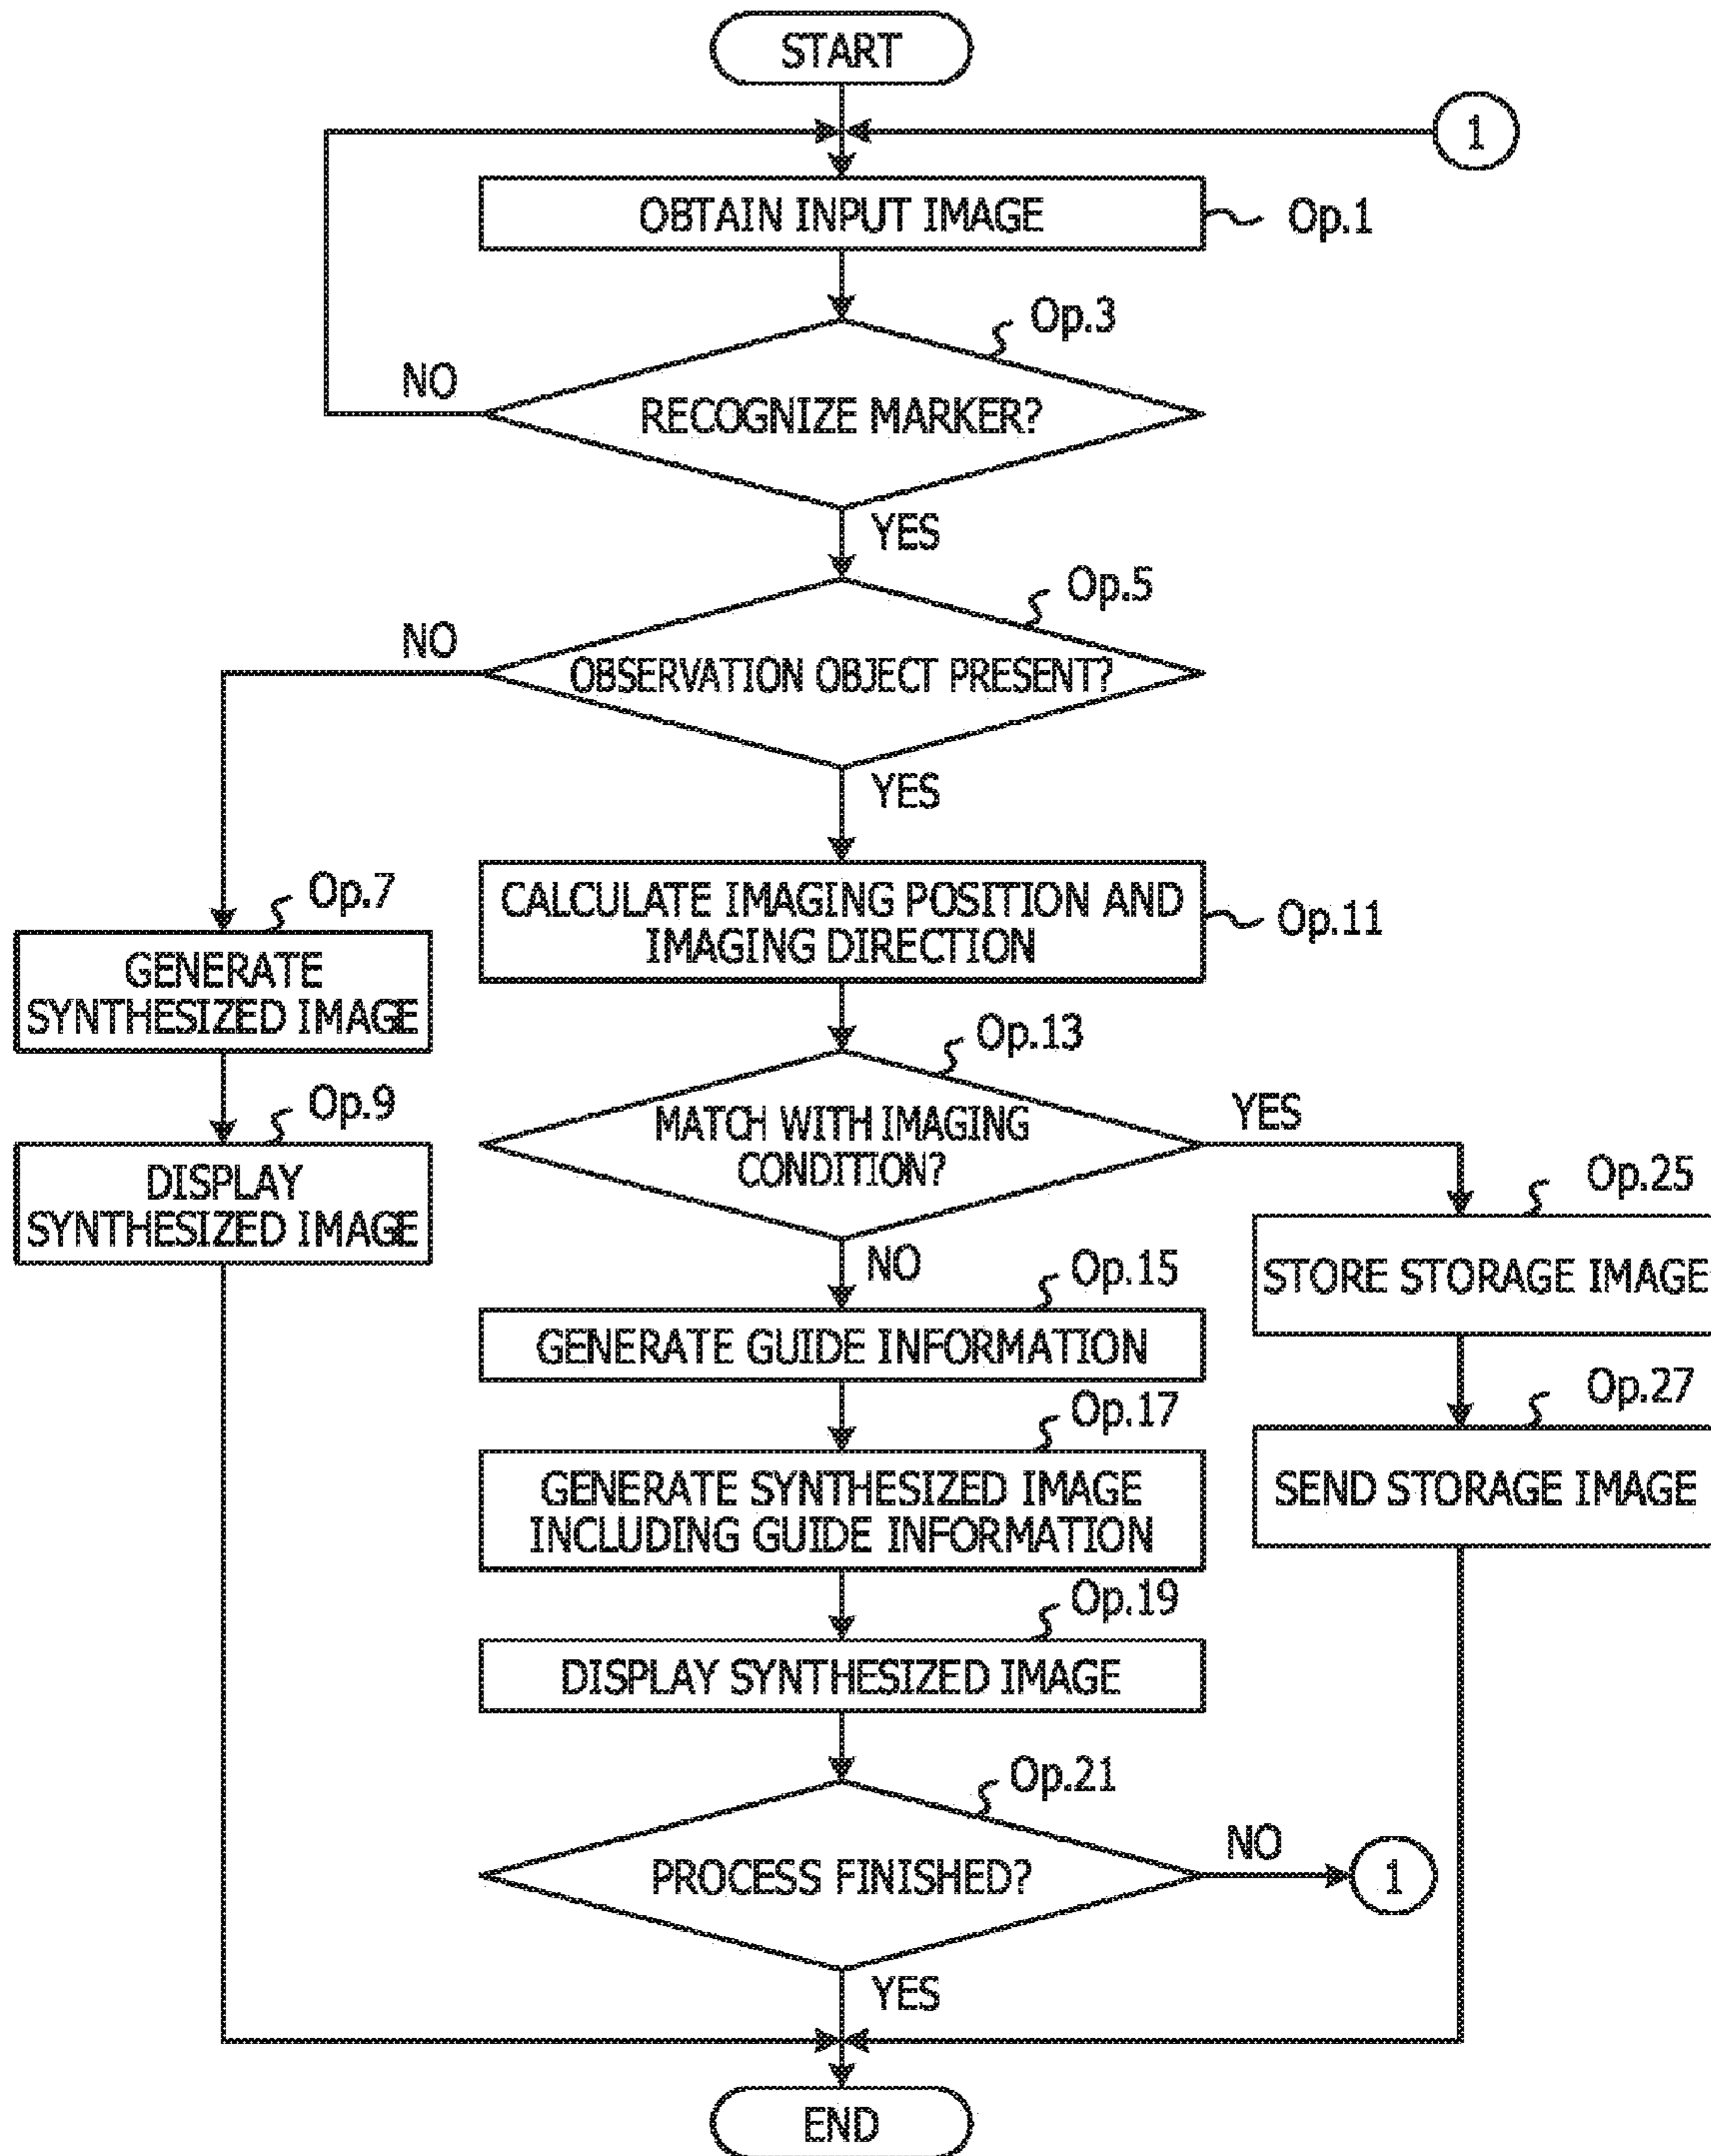 START
1
OBTAIN INPUT IMAGE
Op.1
Op.3
NO
RECOGNIZE MARKER?
YES
Op.5
NO
OBSERVATION OBJECT PRESENT?
YES
Op.7
GENERATE
SYNTHESIZED IMAGE
CALCULATE IMAGING POSITION AND
IMAGING DIRECTION
Op.11
Op.9
DISPLAY
SYNTHESIZED IMAGE
Op.13
MATCH WITH IMAGING
CONDITION?
YES
NO
Op.25
STORE STORAGE IMAGE
Op.15
GENERATE GUIDE INFORMATION
Op.27
SEND STORAGE IMAGE
Op.17
GENERATE SYNTHESIZED IMAGE
INCLUDING GUIDE INFORMATION
Op.19
DISPLAY SYNTHESIZED IMAGE
Op.21
PROCESS FINISHED?
NO
1
YES
END